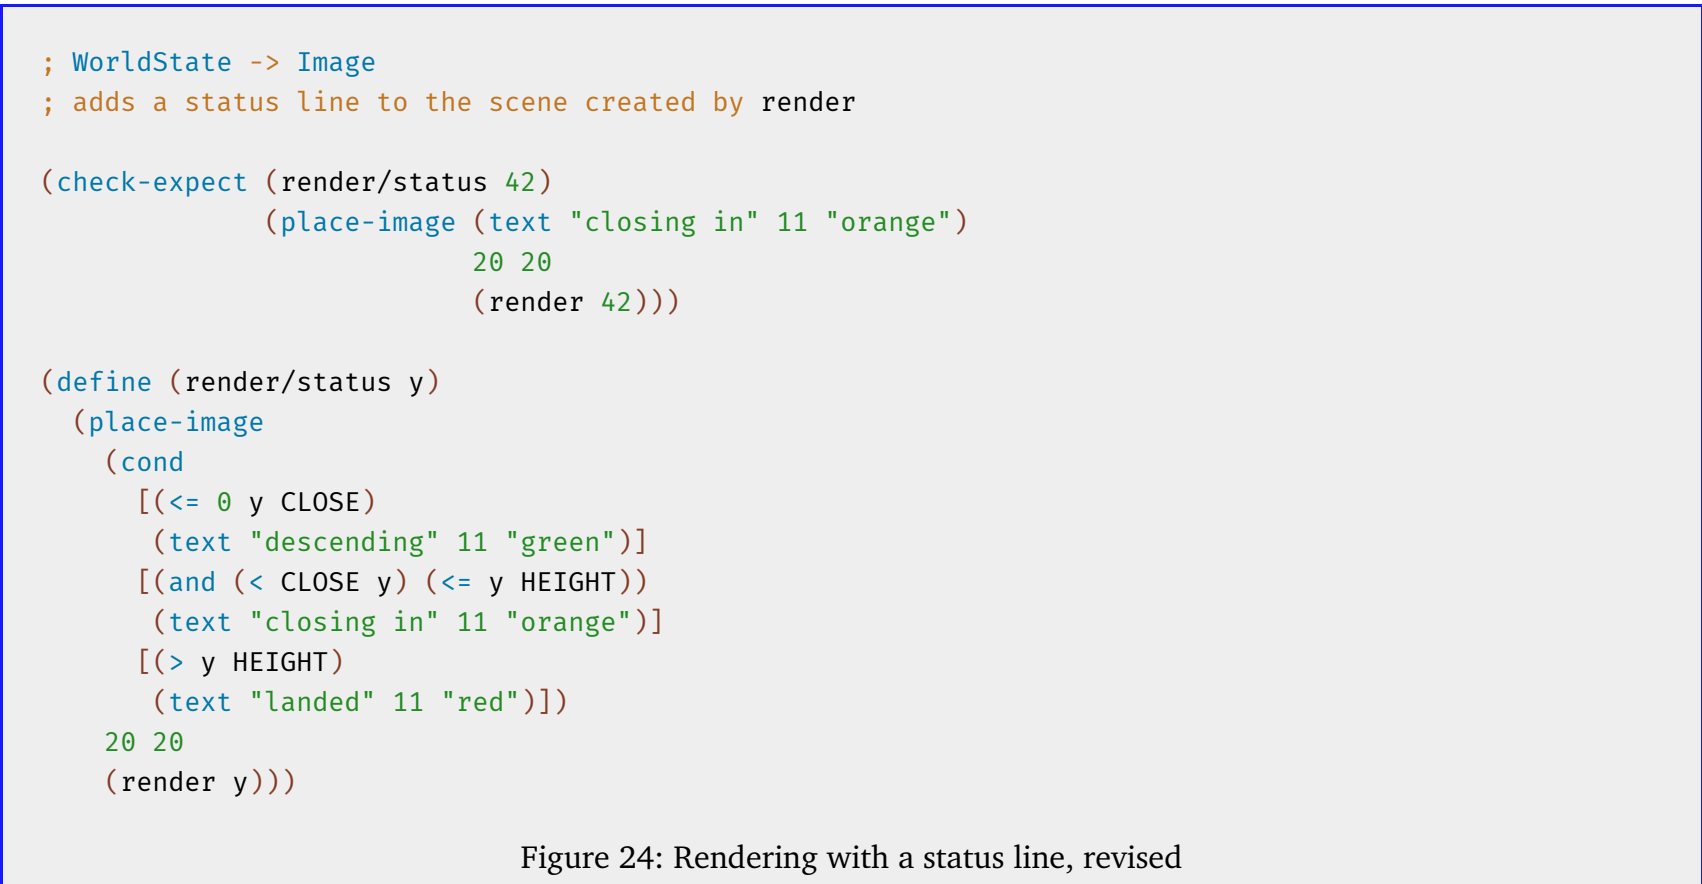 ; WorldState -> Image
; adds a status line to the scene created by render

(check-expect (render/status 42)
              (place-image (text "closing in" 11 "orange")
                           20 20
                           (render 42)))

(define (render/status y)
  (place-image
    (cond
      [(<= 0 y CLOSE)
       (text "descending" 11 "green")]
      [(and (< CLOSE y) (<= y HEIGHT))
       (text "closing in" 11 "orange")]
      [(> y HEIGHT)
       (text "landed" 11 "red")])
    20 20
    (render y)))

Figure 24: Rendering with a status line, revised